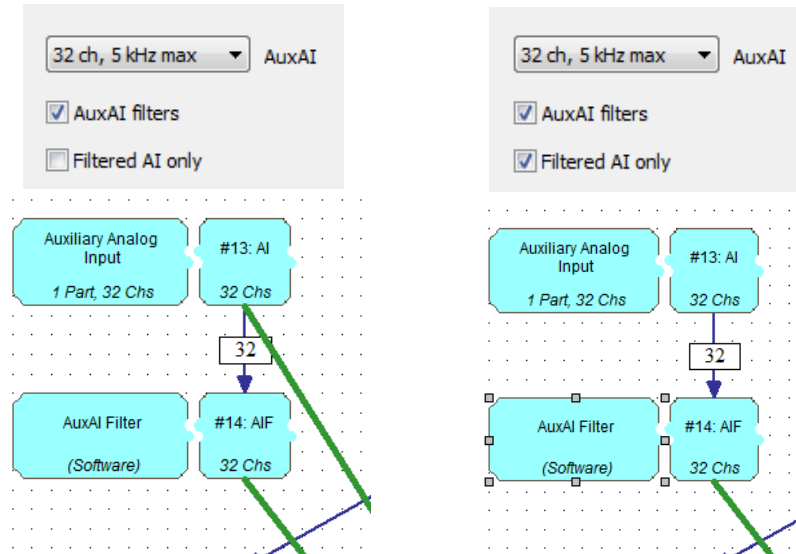 32 ch, 5 kHz max
AuxAI
AuxAI filters
Filtered AI only
Auxiliary Analog
Input
1 Part, 32 Chs
#13: AI
32 Chs
32
AuxAI Filter
(Software)
#14: AIF
32 Chs
32 ch, 5 kHz max
AuxAI
AuxAI filters
Filtered AI only
Auxiliary Analog
Input
1 Part, 32 Chs
#13: AI
32 Chs
32
AuxAI Filter
(Software)
#14: AIF
32 Chs